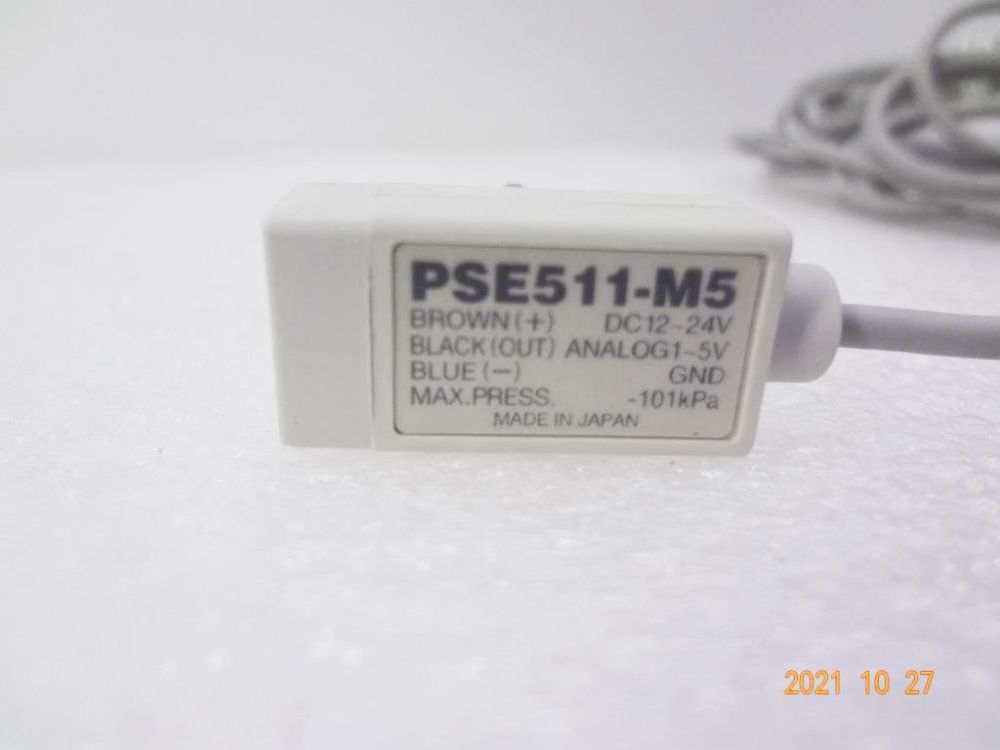 PSE511-M5
BROWN(+) DC12~24V
BLACK(OUT) ANALOG1~5V
BLUE(−) GND
MAX.PRESS. -101kPa
MADE IN JAPAN
2021 10 27